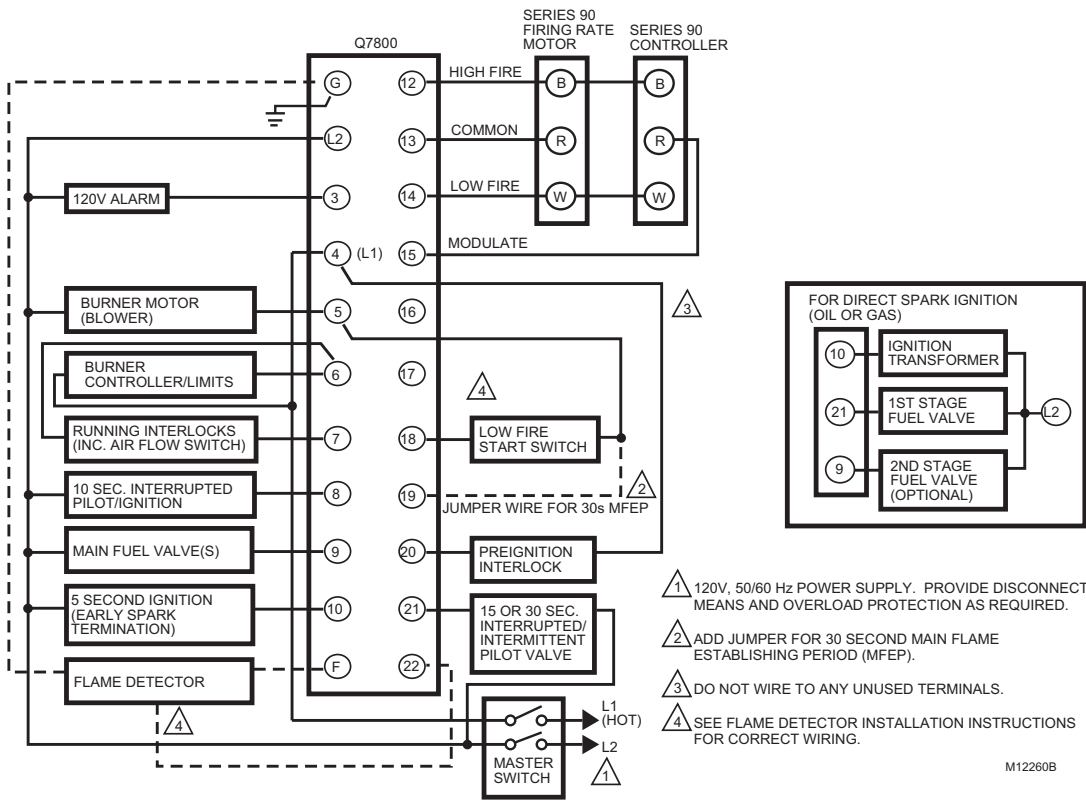 Q7800
SERIES 90
FIRING RATE
MOTOR
SERIES 90
CONTROLLER
G
12
HIGH FIRE
B
B
L2
13
COMMON
R
R
120V ALARM
3
14
LOW FIRE
W
W
4
(L1)
15
MODULATE
BURNER MOTOR
(BLOWER)
5
16
3
BURNER
CONTROLLER/LIMITS
6
17
4
RUNNING INTERLOCKS
(INC. AIR FLOW SWITCH)
7
18
LOW FIRE
START SWITCH
10 SEC. INTERRUPTED
PILOT/IGNITION
8
19
2
JUMPER WIRE FOR 30s MFEP
MAIN FUEL VALVE(S)
9
20
PREIGNITION
INTERLOCK
5 SECOND IGNITION
(EARLY SPARK
TERMINATION)
10
21
15 OR 30 SEC.
INTERRUPTED/
INTERMITTENT
PILOT VALVE
FLAME DETECTOR
F
22
4
L1
(HOT)
L2
MASTER
SWITCH
1
FOR DIRECT SPARK IGNITION
(OIL OR GAS)
10
IGNITION
TRANSFORMER
21
1ST STAGE
FUEL VALVE
L2
9
2ND STAGE
FUEL VALVE
(OPTIONAL)
1 120V, 50/60 Hz POWER SUPPLY. PROVIDE DISCONNECT
MEANS AND OVERLOAD PROTECTION AS REQUIRED.
2 ADD JUMPER FOR 30 SECOND MAIN FLAME
ESTABLISHING PERIOD (MFEP).
3 DO NOT WIRE TO ANY UNUSED TERMINALS.
4 SEE FLAME DETECTOR INSTALLATION INSTRUCTIONS
FOR CORRECT WIRING.
M12260B